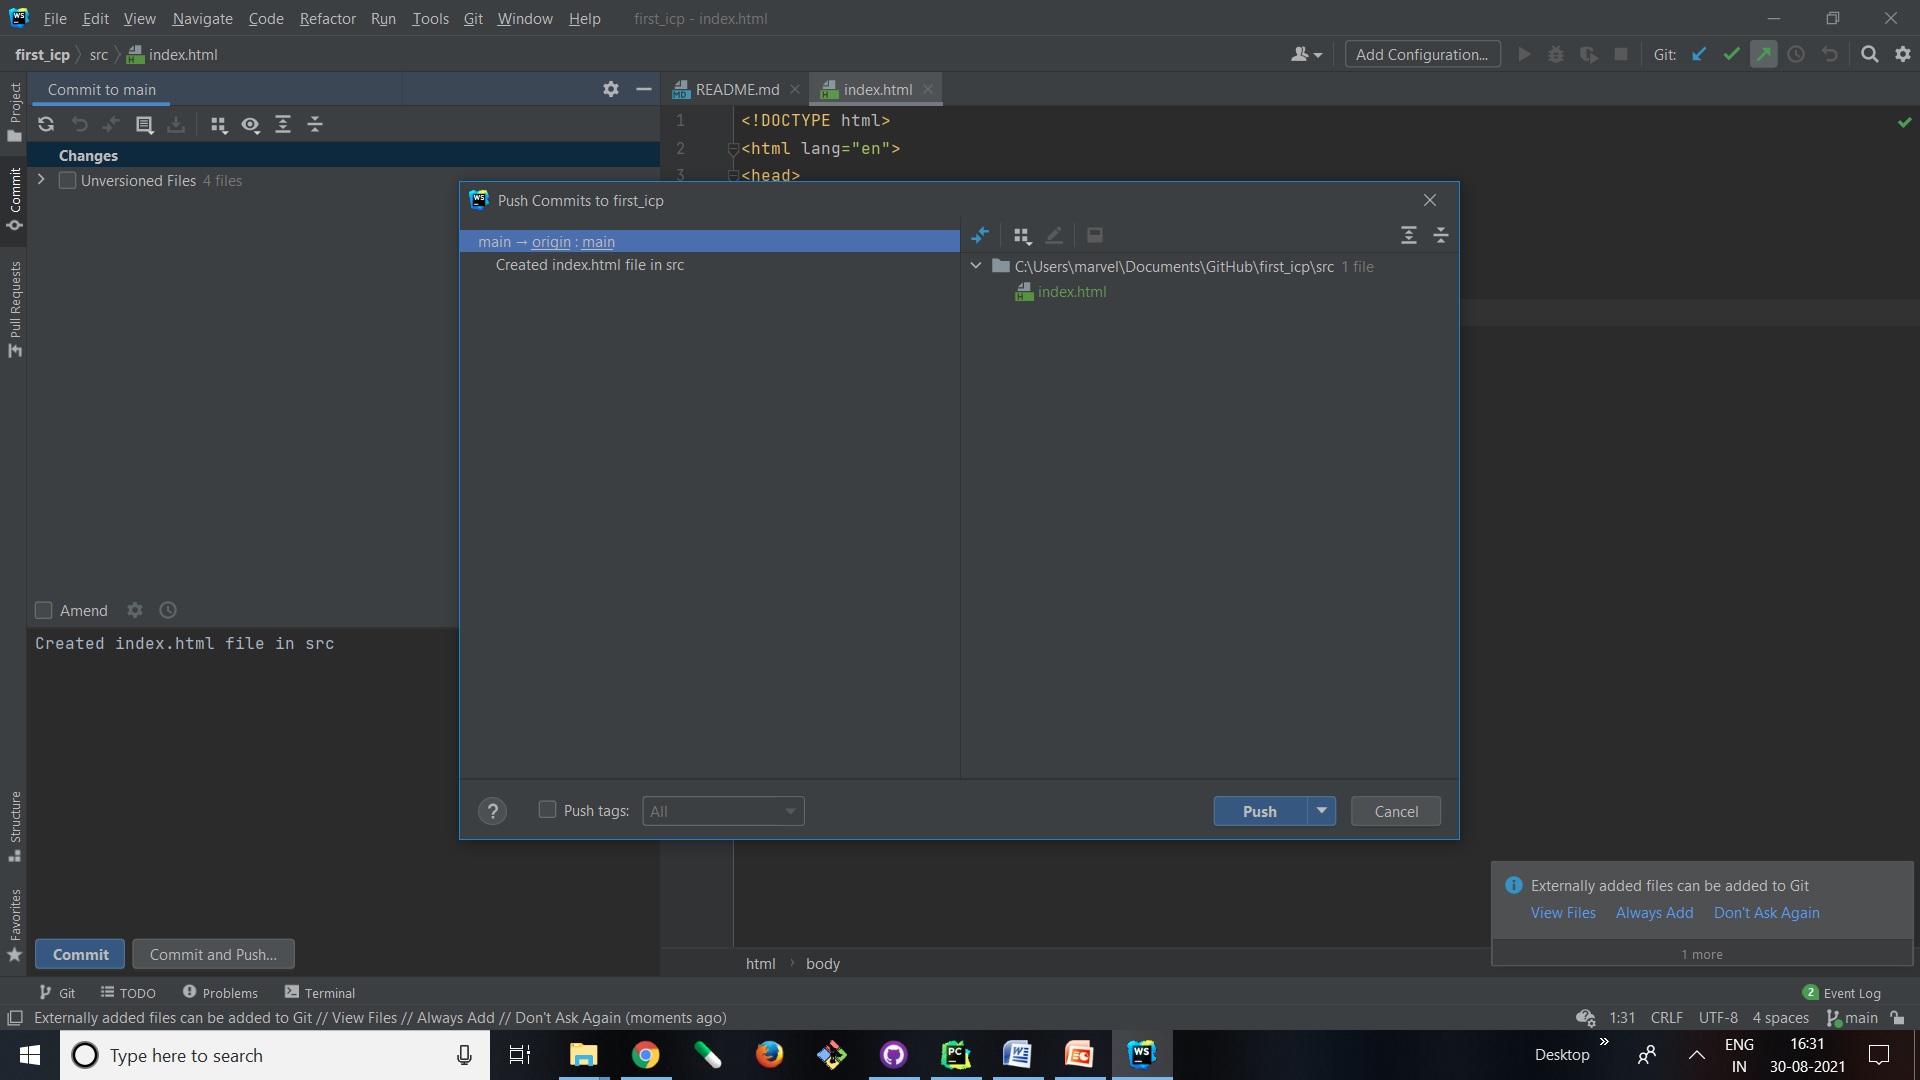 File Edit View Navigate Code Refactor Run Tools Git Window Help first_icp - index.html
first_icp src index.html
Add Configuration... Git:
Commit to main
README.md index.html
Project
Commit
Pull Requests
Structure
Favorites
Changes
Unversioned Files 4 files
1 <!DOCTYPE html>
2 <html lang="en">
3 <head>
Push Commits to first_icp
main → origin : main
Created index.html file in src
C:\Users\marvel\Documents\GitHub\first_icp\src 1 file
index.html
Amend
Created index.html file in src
? Push tags: All
Push Cancel
Externally added files can be added to Git
View Files Always Add Don't Ask Again
1 more
Commit Commit and Push...
html body
Git TODO Problems Terminal
2 Event Log
Externally added files can be added to Git // View Files // Always Add // Don't Ask Again (moments ago)
1:31 CRLF UTF-8 4 spaces main
Type here to search
Desktop »
ENG
IN
16:31
30-08-2021